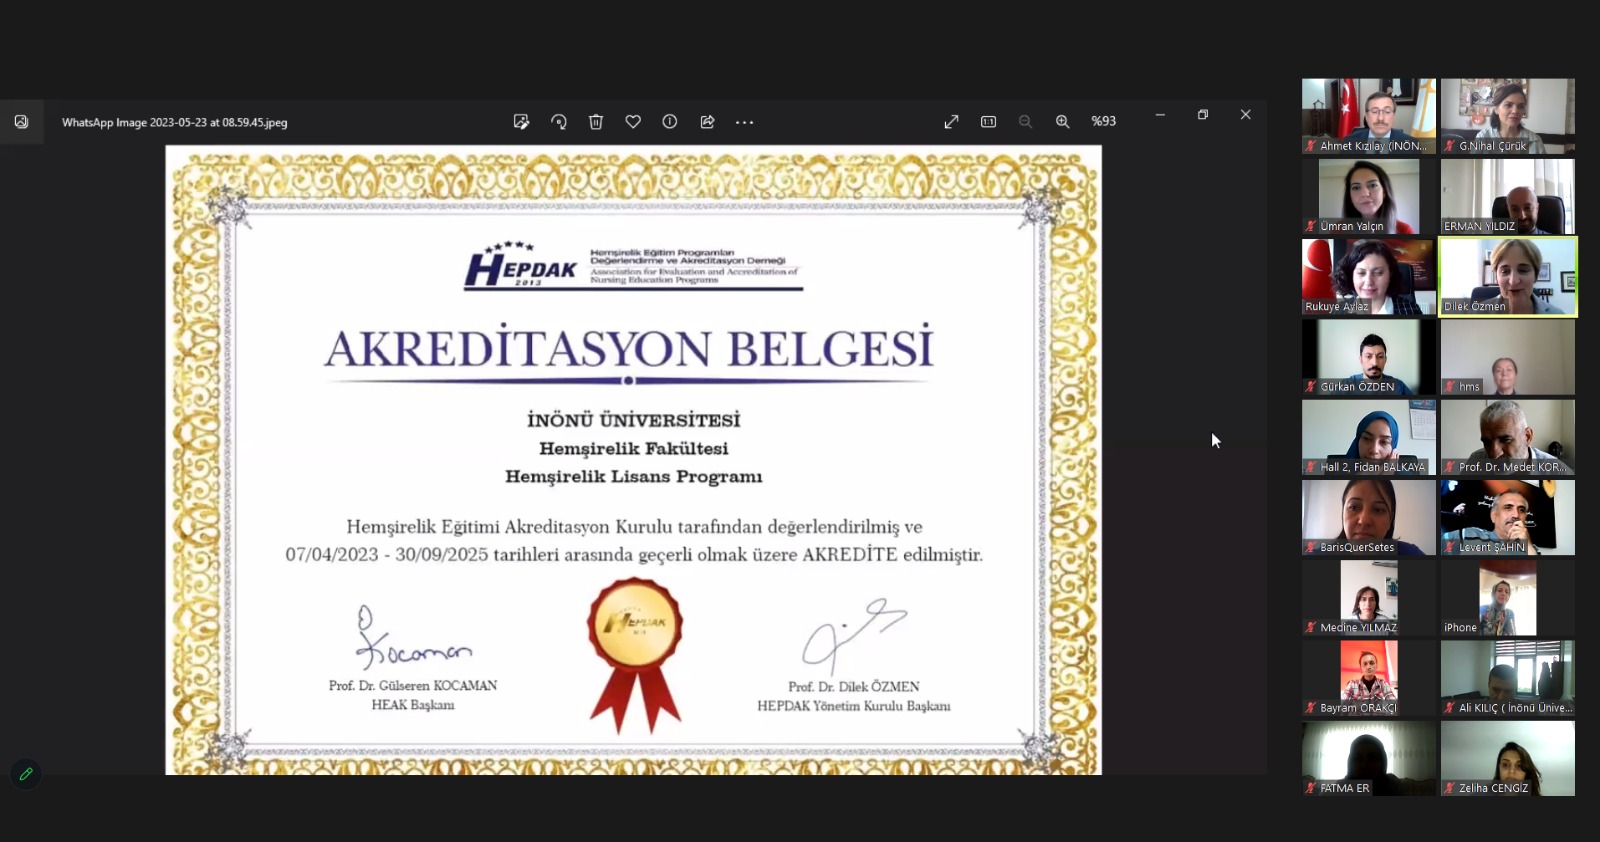 WhatsApp Image 2023-05-23 at 08.59.45.jpeg
%93
HEPDAK
2013
Hemşirelik Eğitim Programları
Değerlendirme ve Akreditasyon Derneği
Association for Evaluation and Accreditation of
Nursing Education Programs
AKREDİTASYON BELGESİ
İNÖNÜ ÜNİVERSİTESİ
Hemşirelik Fakültesi
Hemşirelik Lisans Programı
Hemşirelik Eğitimi Akreditasyon Kurulu tarafından değerlendirilmiş ve
07/04/2023 - 30/09/2025 tarihleri arasında geçerli olmak üzere AKREDİTE edilmiştir.
Kocaman
HEPDAK
Prof. Dr. Gülseren KOCAMAN
HEAK Başkanı
Prof. Dr. Dilek ÖZMEN
HEPDAK Yönetim Kurulu Başkanı
Ahmet Kızılay (İNÖN...
G.Nihal Çürük
Ümran Yalçın
ERMAN YILDIZ
Rukuye Aylaz
Dilek Özmen
Gürkan ÖZDEN
hms
Hall 2, Fidan BALKAYA
Prof. Dr. Medet KOR...
BarisQuerSetes
Levent ŞAHİN
Medine YILMAZ
iPhone
Bayram ORAKÇI
Ali KILIÇ ( İnönü Ünive...
FATMA ER
Zeliha CENGİZ